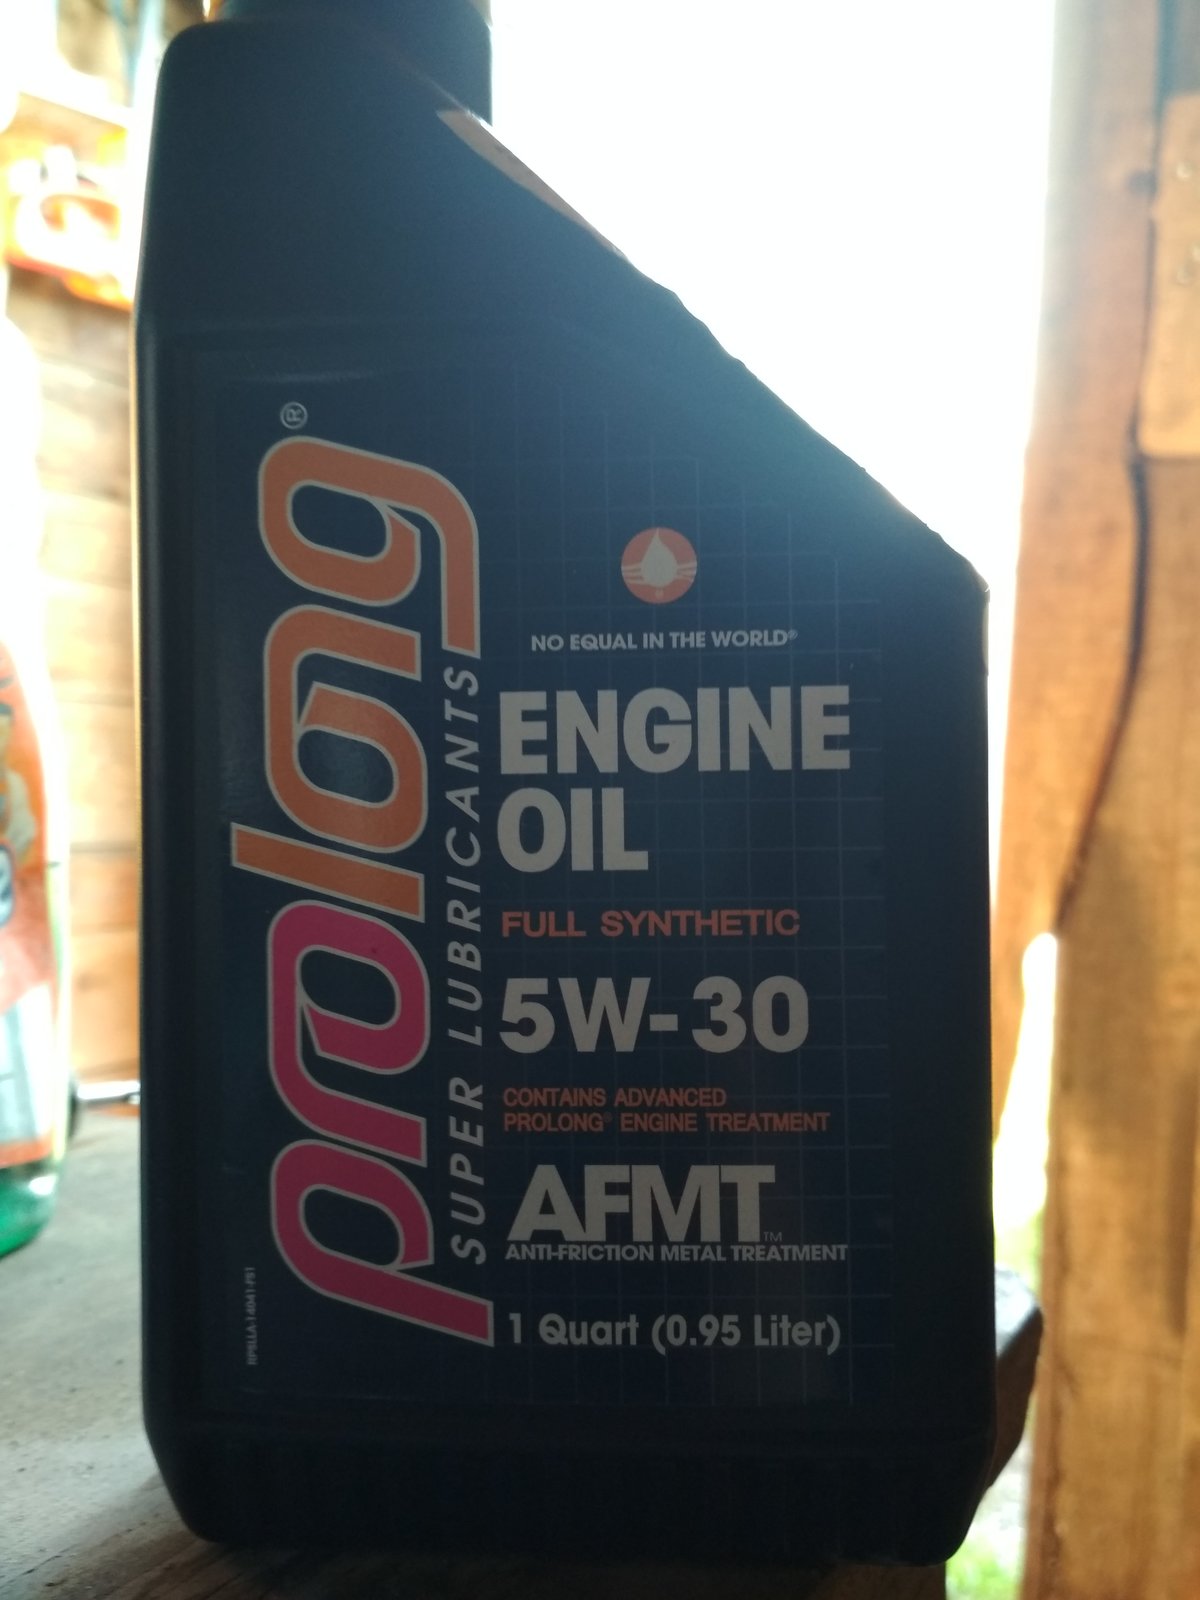 prolong®
SUPER LUBRICANTS
NO EQUAL IN THE WORLD®
ENGINE
OIL
FULL SYNTHETIC
5W-30
CONTAINS ADVANCED
PROLONG® ENGINE TREATMENT
AFMT™
ANTI-FRICTION METAL TREATMENT
1 Quart (0.95 Liter)